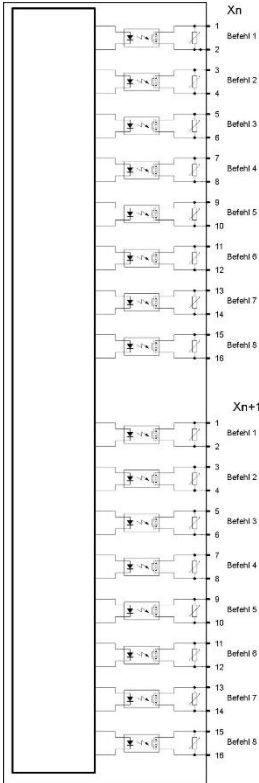 Xn
1
Befehl 1
2
3
Befehl 2
4
5
Befehl 3
6
7
Befehl 4
8
9
Befehl 5
10
11
Befehl 6
12
13
Befehl 7
14
15
Befehl 8
16
Xn+1
1
Befehl 1
2
3
Befehl 2
4
5
Befehl 3
6
7
Befehl 4
8
9
Befehl 5
10
11
Befehl 6
12
13
Befehl 7
14
15
Befehl 8
16